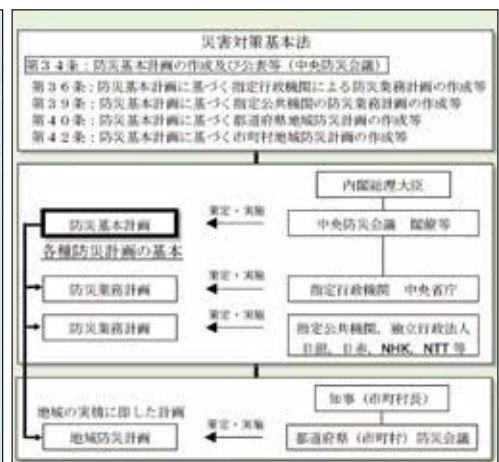 災害対策基本法
第34条：防災基本計画の作成及び公表等（中央防災会議）
第36条：防災基本計画に基づく指定行政機関による防災業務計画の作成等
第39条：防災基本計画に基づく指定公共機関の防災業務計画の作成等
第40条：防災基本計画に基づく都道府県地域防災計画の作成等
第42条：防災基本計画に基づく市町村地域防災計画の作成等
内閣総理大臣
防災基本計画
策定・実施
中央防災会議　閣僚等
各種防災計画の基本
防災業務計画
策定・実施
指定行政機関　中央省庁
防災業務計画
策定・実施
指定公共機関，独立行政法人
日銀，日赤，NHK，NTT 等
知事（市町村長）
地域の実情に即した計画
地域防災計画
策定・実施
都道府県（市町村）防災会議